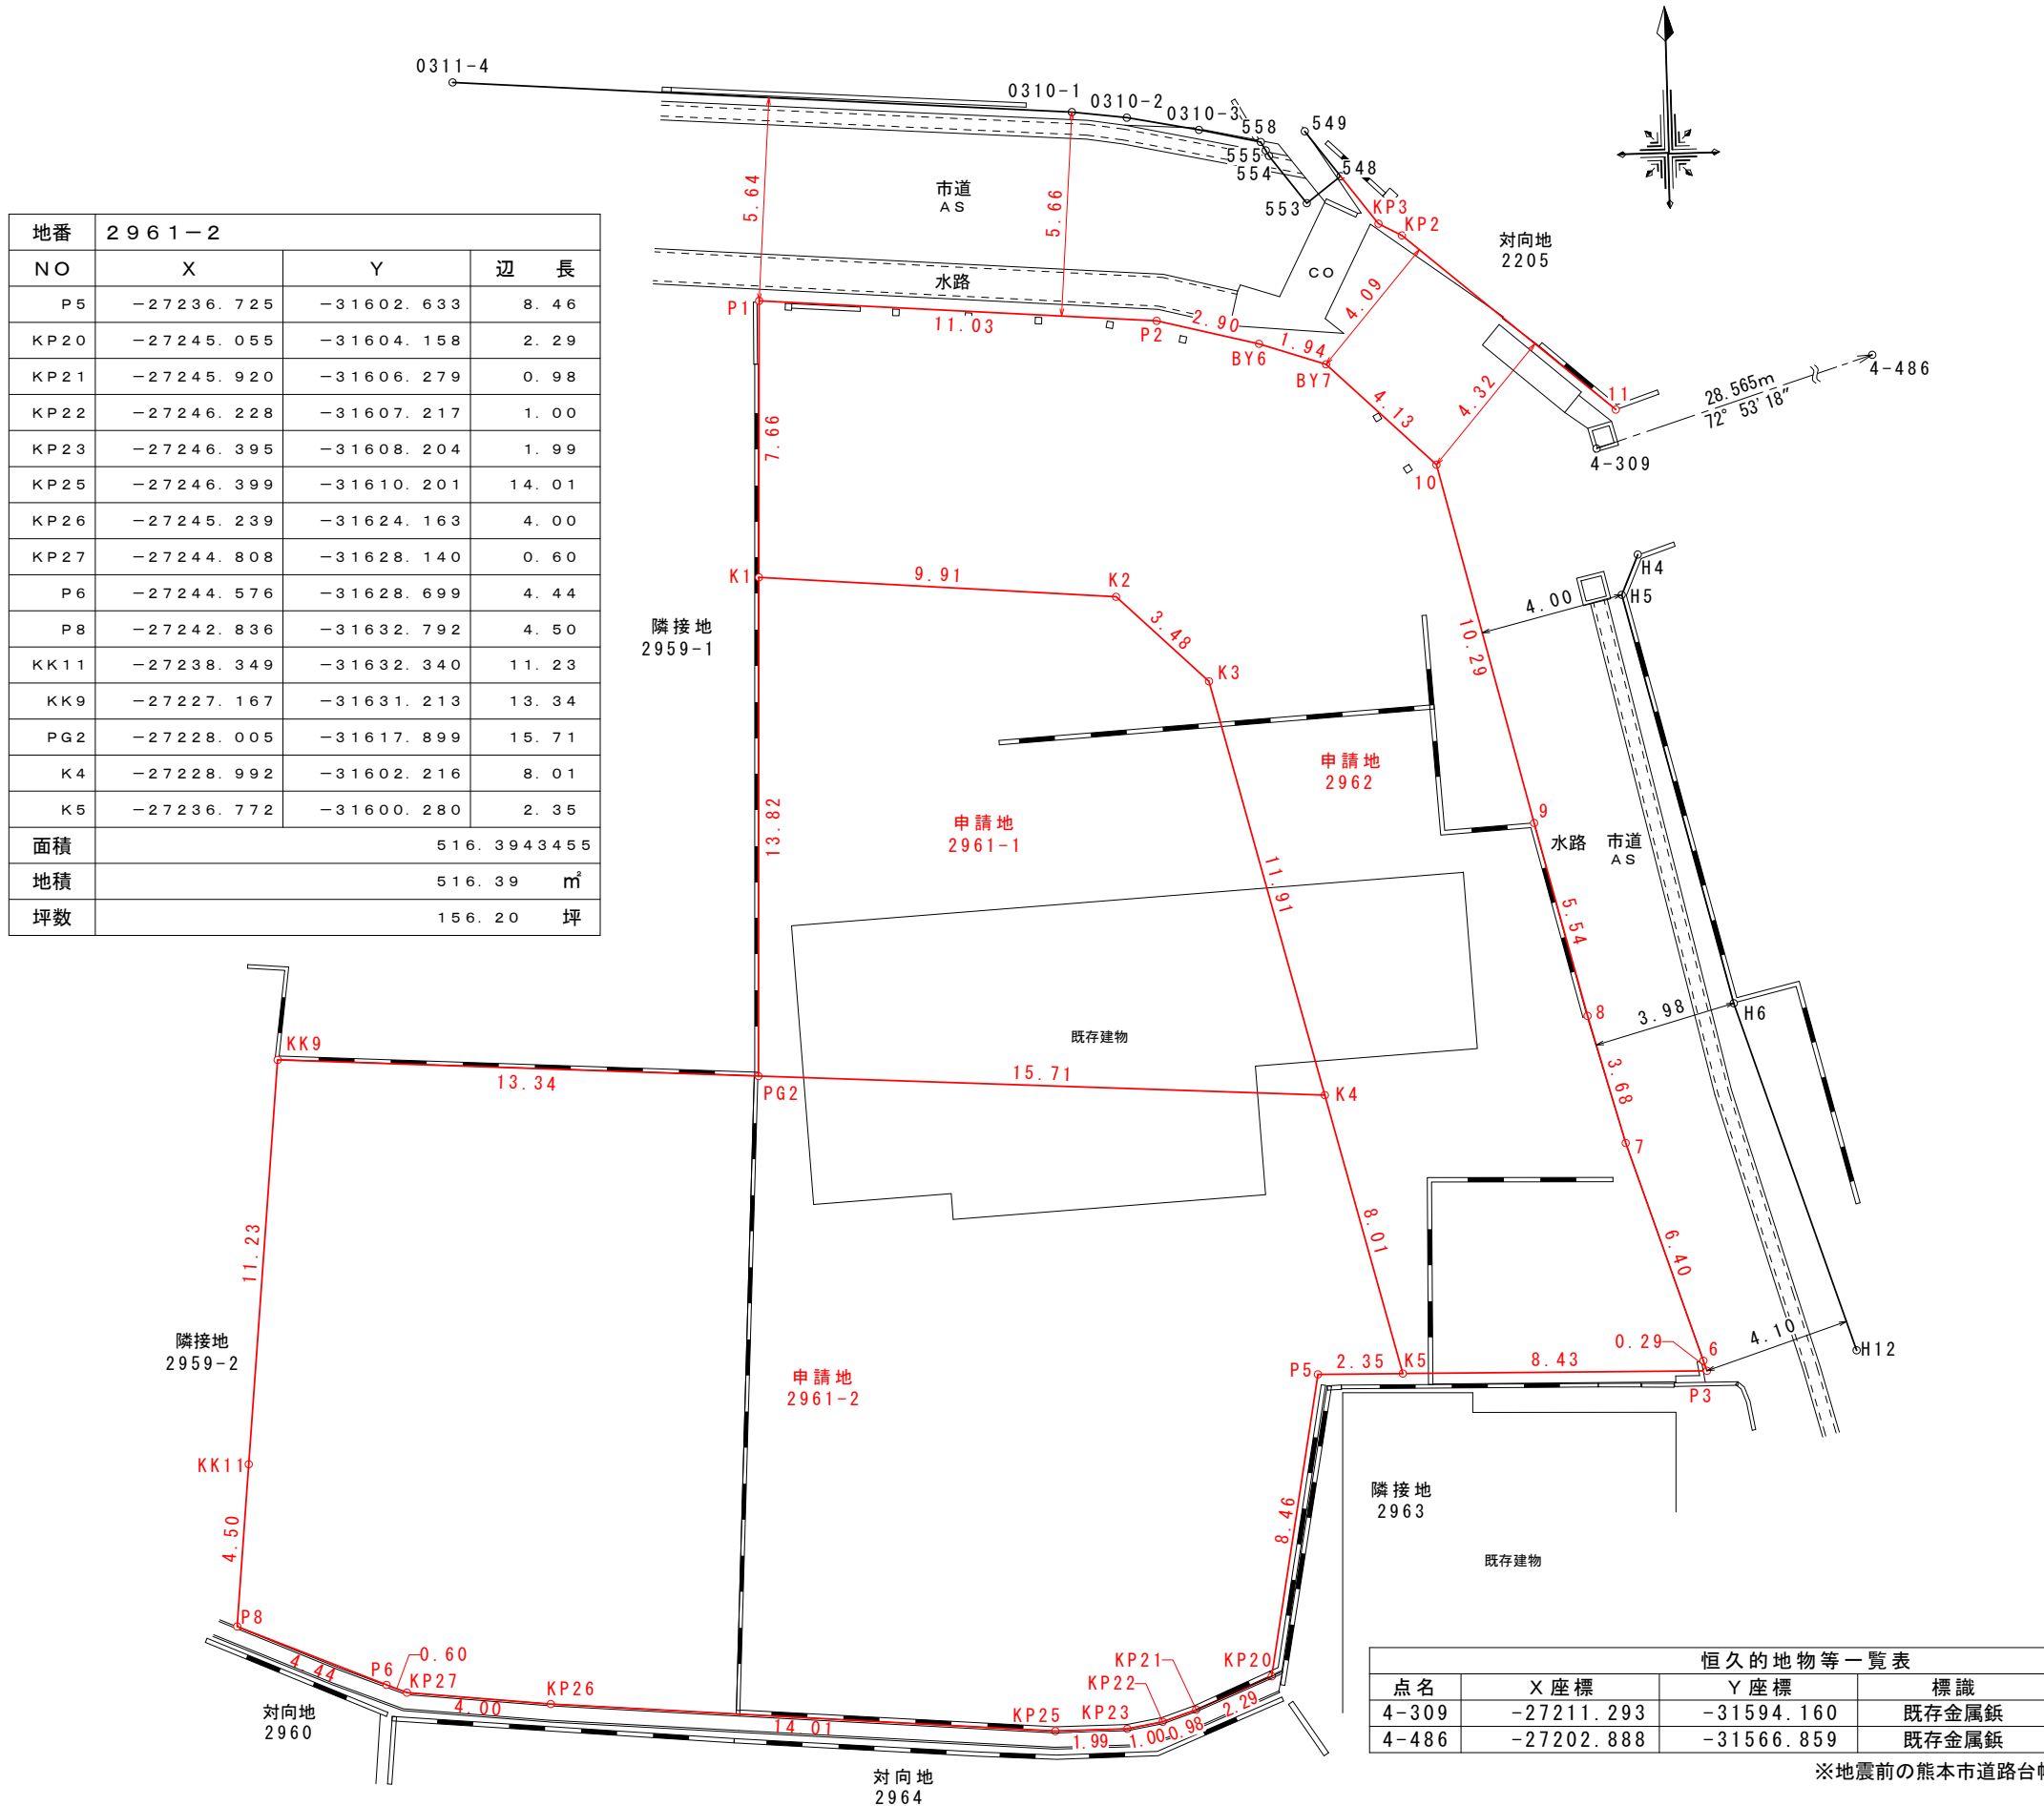 0311-4
0310-1
0310-2
0310-3
558
549
555
554
548
553
KP3
KP2
市道
AS
5.64
5.66
対向地
2205
CO
水路
4.09
P1
11.03
P2
2.90
BY6
1.94
BY7
4.13
4.32
11
28.565m
72° 53' 18"
4-486
4-309
10
地番 2961-2
NO X Y 辺 長
P5 -27236.725 -31602.633 8.46
KP20 -27245.055 -31604.158 2.29
KP21 -27245.920 -31606.279 0.98
KP22 -27246.228 -31607.217 1.00
KP23 -27246.395 -31608.204 1.99
KP25 -27246.399 -31610.201 14.01
KP26 -27245.239 -31624.163 4.00
KP27 -27244.808 -31628.140 0.60
P6 -27244.576 -31628.699 4.44
P8 -27242.836 -31632.792 4.50
KK11 -27238.349 -31632.340 11.23
KK9 -27227.167 -31631.213 13.34
PG2 -27228.005 -31617.899 15.71
K4 -27228.992 -31602.216 8.01
K5 -27236.772 -31600.280 2.35
面積 516.3943455
地積 516.39 ㎡
坪数 156.20 坪
7.66
K1
9.91
K2
3.48
K3
隣接地
2959-1
10.29
4.00
H4
H5
申請地
2962
13.82
申請地
2961-1
11.91
9
水路
市道
AS
5.54
8
3.98
H6
既存建物
KK9
13.34
PG2
15.71
K4
3.68
7
11.23
8.01
6.40
隣接地
2959-2
申請地
2961-2
0.29
6
4.10
H12
P5
2.35
K5
8.43
P3
KK11
4.50
8.46
隣接地
2963
既存建物
P8
4.44
P6
0.60
KP27
4.00
KP26
14.01
KP25
1.99
KP23
1.00
KP22
0.98
KP21
2.29
KP20
対向地
2960
対向地
2964
恒久的地物等一覧表
点名 X座標 Y座標 標識
4-309 -27211.293 -31594.160 既存金属鋲
4-486 -27202.888 -31566.859 既存金属鋲
※地震前の熊本市道路台